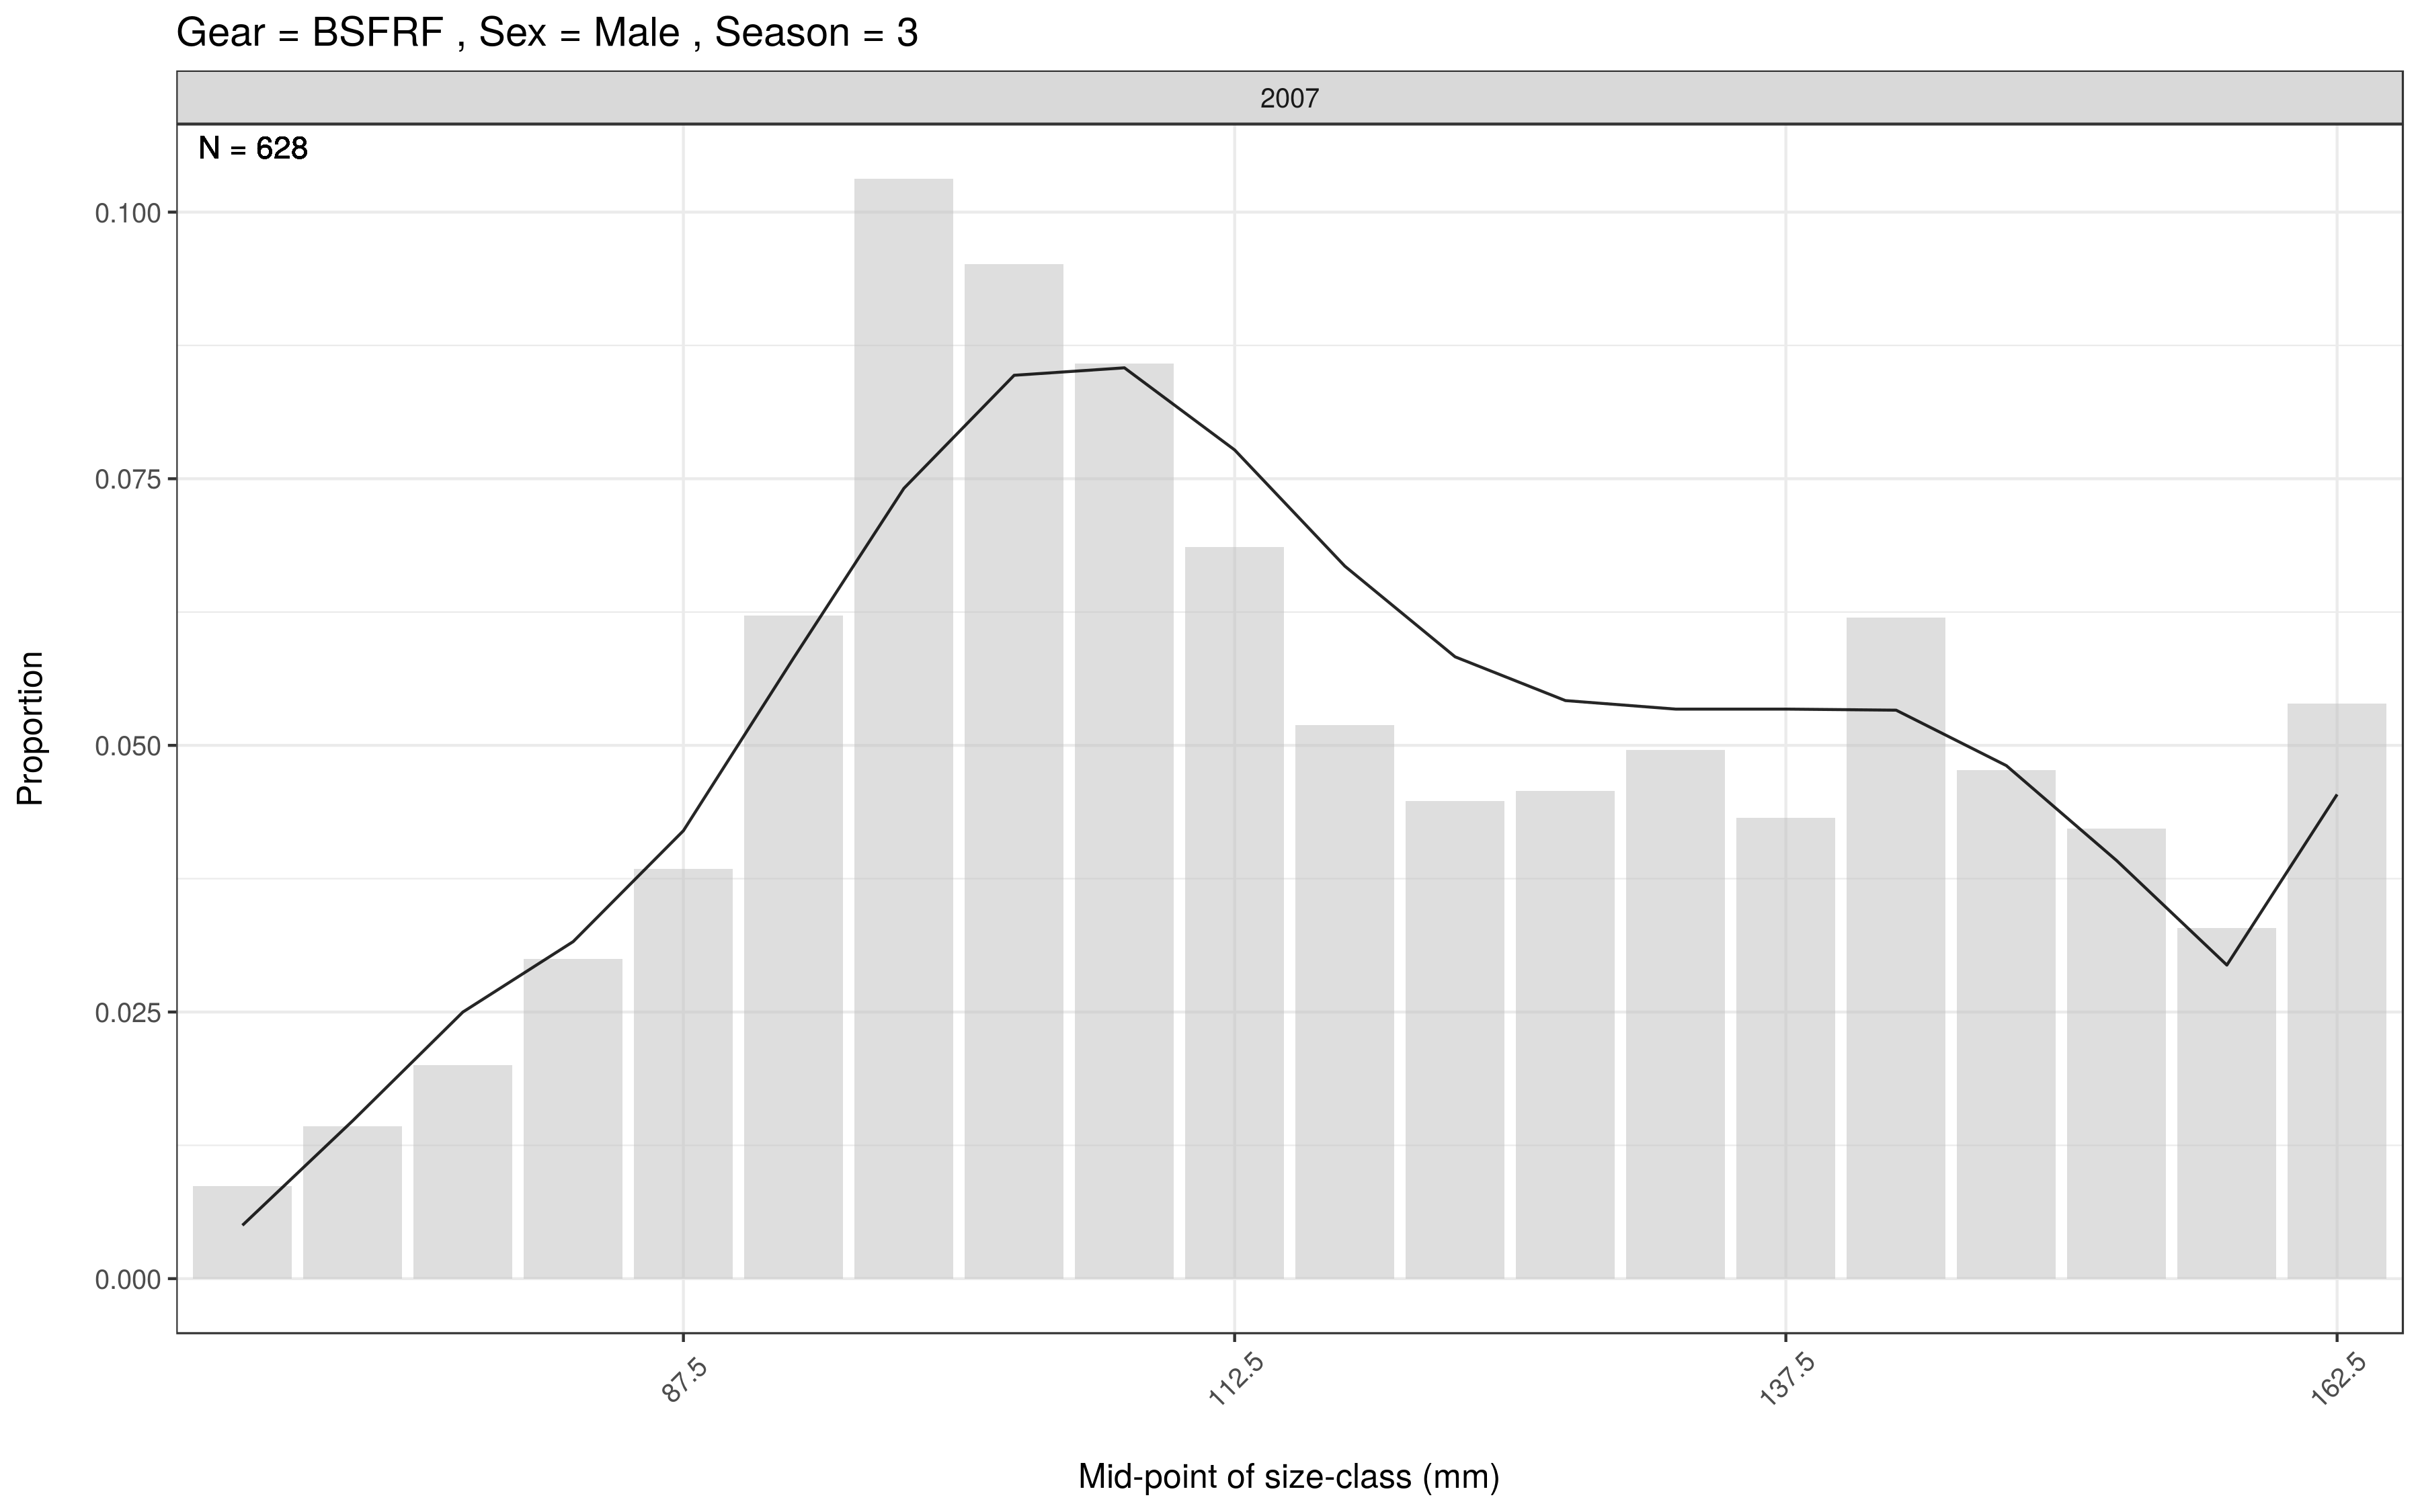 Gear = BSFRF , Sex = Male , Season = 3
2007
N = 628
0.100
0.075
0.050
0.025
0.000
Proportion
87.5
112.5
137.5
162.5
Mid-point of size-class (mm)